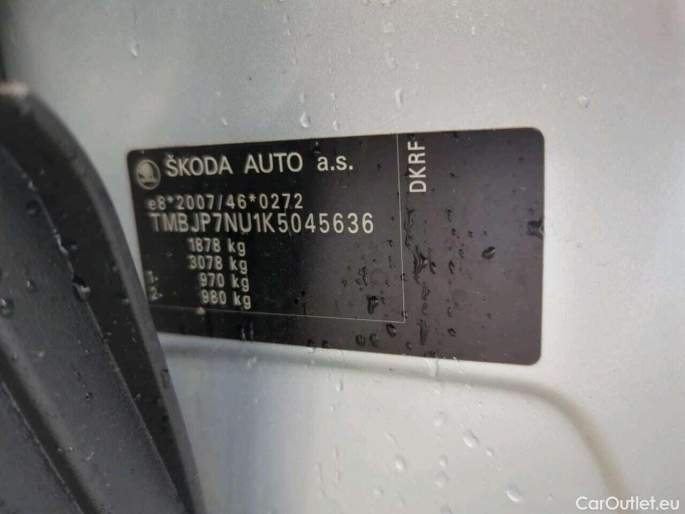 ŠKODA AUTO a.s.
e8*2007/46*0272
TMBJP7NU1K5045636
1878 kg
3078 kg
1. 970 kg
2. 980 kg
DKRF
CarOutlet.eu